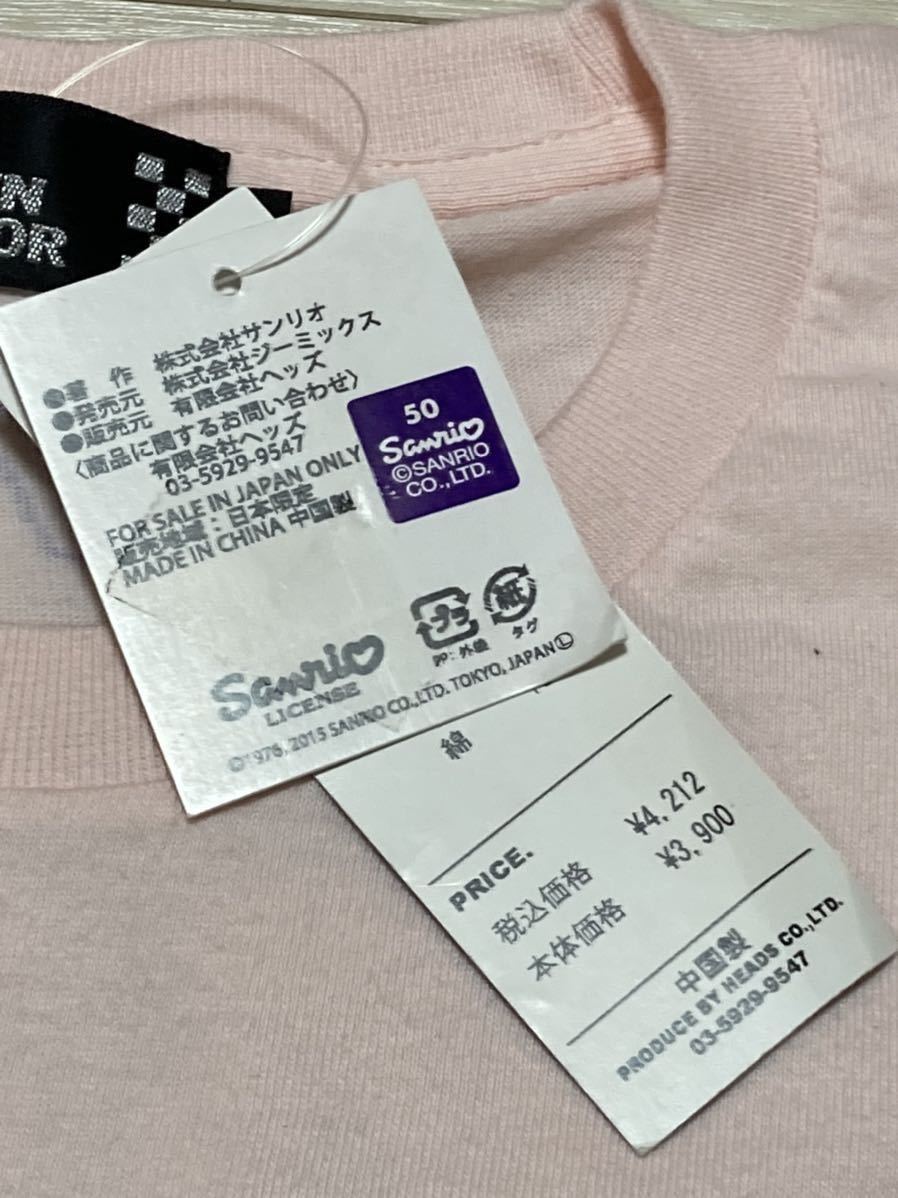 N
OR
●著 作 株式会社サンリオ
●発売元 株式会社ジーミックス
●販売元 有限会社ヘッズ
〈商品に関するお問い合わせ〉
有限会社ヘッズ
03-5929-9547
FOR SALE IN JAPAN ONLY
販売地域：日本限定
MADE IN CHINA 中国製
50
Sanrio
©SANRIO
CO.,LTD.
プラ
紙
PP：外袋
タグ
Sanrio
LICENSE
©1976, 2015 SANRIO CO.,LTD. TOKYO, JAPAN Ⓛ
綿
PRICE.
税込価格 ¥4,212
本体価格 ¥3,900
中国製
PRODUCE BY HEADS CO.,LTD.
03-5929-9547